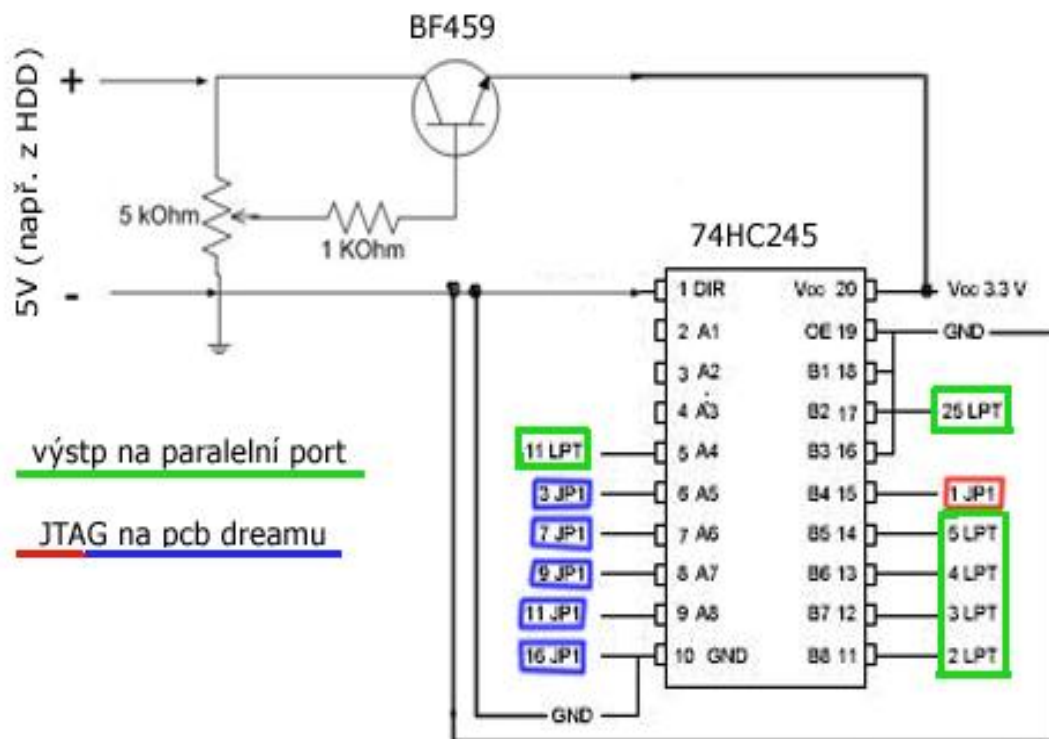 BF459
5V (např. z HDD)
+
-
5 kOhm
1 KOhm
74HC245
1 DIR
2 A1
3 A2
4 A3
5 A4
6 A5
7 A6
8 A7
9 A8
10 GND
Vcc 20
OE 19
B1 18
B2 17
B3 16
B4 15
B5 14
B6 13
B7 12
B8 11
Vcc 3.3 V
GND
25 LPT
1 JP1
5 LPT
4 LPT
3 LPT
2 LPT
11 LPT
3 JP1
7 JP1
9 JP1
11 JP1
16 JP1
GND
výstp na paralelní port
JTAG na pcb dreamu